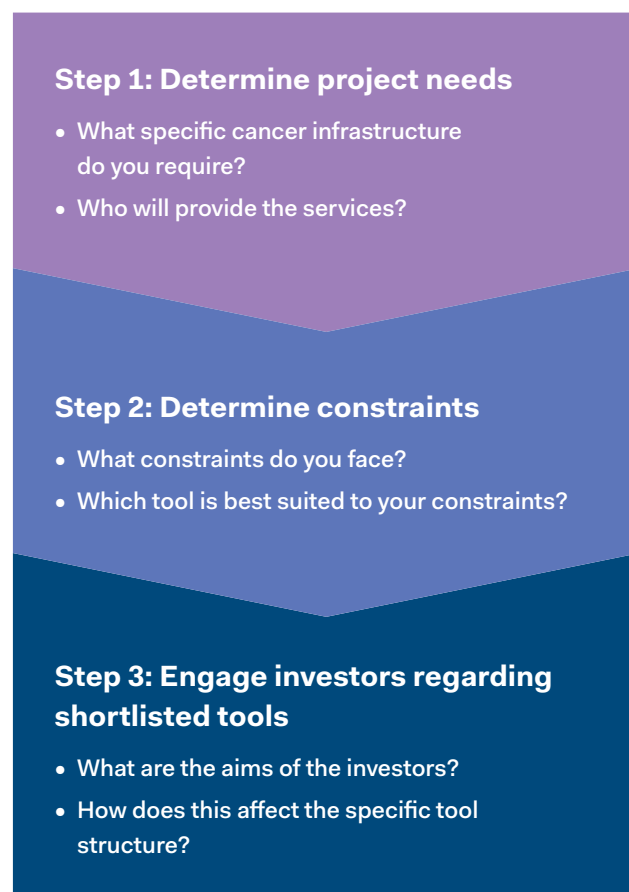 Step 1: Determine project needs
• What specific cancer infrastructure
do you require?
• Who will provide the services?
Step 2: Determine constraints
• What constraints do you face?
• Which tool is best suited to your constraints?
Step 3: Engage investors regarding
shortlisted tools
• What are the aims of the investors?
• How does this affect the specific tool
structure?